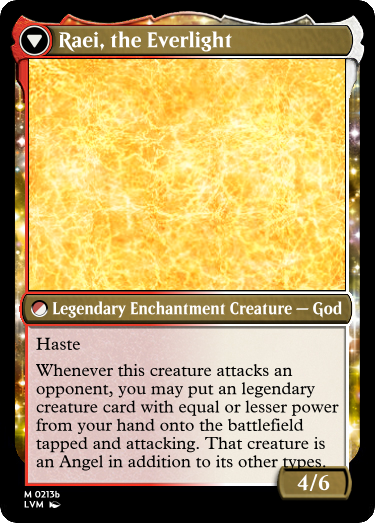 Raei, the Everlight
Legendary Enchantment Creature — God
Haste
Whenever this creature attacks an
opponent, you may put an legendary
creature card with equal or lesser power
from your hand onto the battlefield
tapped and attacking. That creature is
an Angel in addition to its other types.
4/6
M 0213b
LVM